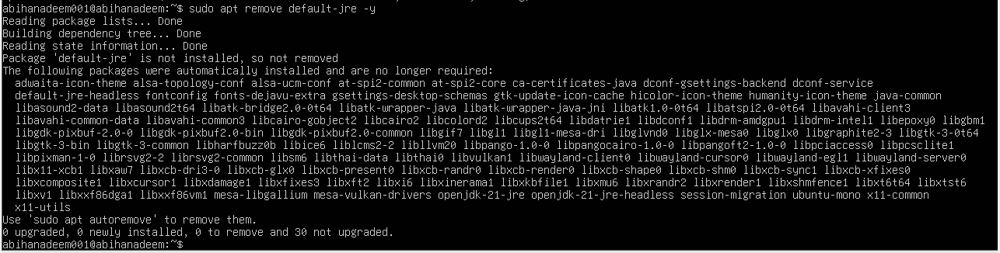 abihanadeem001@abihanadeem:~$ sudo apt remove default-jre -y
Reading package lists... Done
Building dependency tree... Done
Reading state information... Done
Package 'default-jre' is not installed, so not removed
The following packages were automatically installed and are no longer required:
  adwaita-icon-theme alsa-topology-conf alsa-ucm-conf at-spi2-common at-spi2-core ca-certificates-java dconf-gsettings-backend dconf-service
  default-jre-headless fontconfig fonts-dejavu-extra gsettings-desktop-schemas gtk-update-icon-cache hicolor-icon-theme humanity-icon-theme java-common
  libasound2-data libasound2t64 libatk-bridge2.0-0t64 libatk-wrapper-java libatk-wrapper-java-jni libatk1.0-0t64 libatspi2.0-0t64 libavahi-client3
  libavahi-common-data libavahi-common3 libcairo-gobject2 libcairo2 libcolord2 libcups2t64 libdatrie1 libdconf1 libdrm-amdgpu1 libdrm-intel1 libepoxy0 libgbm1
  libgdk-pixbuf-2.0-0 libgdk-pixbuf2.0-bin libgdk-pixbuf2.0-common libgif7 libgl1 libgl1-mesa-dri libglvnd0 libglx-mesa0 libglx0 libgraphite2-3 libgtk-3-0t64
  libgtk-3-bin libgtk-3-common libharfbuzz0b libice6 liblcms2-2 libllvm20 libpango-1.0-0 libpangocairo-1.0-0 libpangoft2-1.0-0 libpciaccess0 libpcsclite1
  libpixman-1-0 librsvg2-2 librsvg2-common libsm6 libthai-data libthai0 libvulkan1 libwayland-client0 libwayland-cursor0 libwayland-egl1 libwayland-server0
  libx11-xcb1 libxaw7 libxcb-dri3-0 libxcb-glx0 libxcb-present0 libxcb-randr0 libxcb-render0 libxcb-shape0 libxcb-shm0 libxcb-sync1 libxcb-xfixes0
  libxcomposite1 libxcursor1 libxdamage1 libxfixes3 libxft2 libxi6 libxinerama1 libxkbfile1 libxmu6 libxrandr2 libxrender1 libxshmfence1 libxt6t64 libxtst6
  libxv1 libxxf86dga1 libxxf86vm1 mesa-libgallium mesa-vulkan-drivers openjdk-21-jre openjdk-21-jre-headless session-migration ubuntu-mono x11-common
  x11-utils
Use 'sudo apt autoremove' to remove them.
0 upgraded, 0 newly installed, 0 to remove and 30 not upgraded.
abihanadeem001@abihanadeem:~$